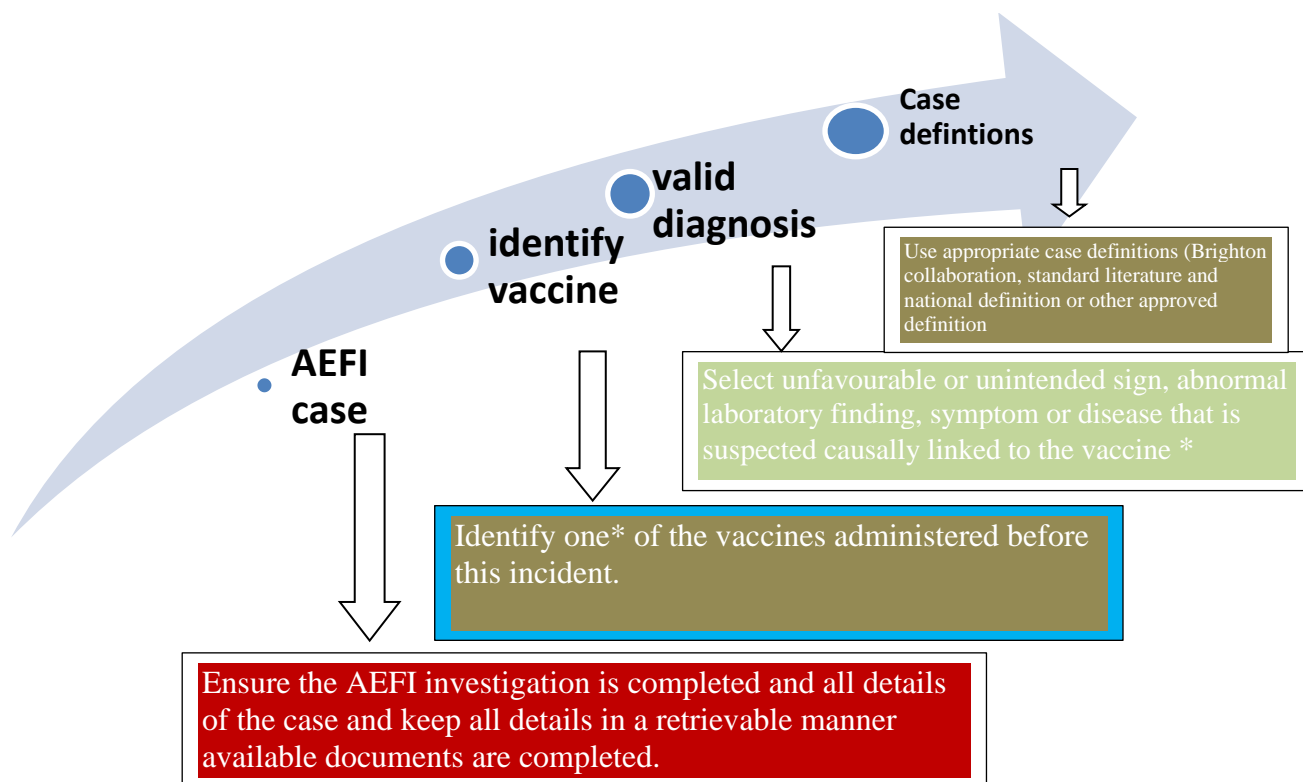 Case
defintions
valid
diagnosis
identify
vaccine
AEFI
case
Use appropriate case definitions (Brighton
collaboration, standard literature and
national definition or other approved
definition
Select unfavourable or unintended sign, abnormal
laboratory finding, symptom or disease that is
suspected causally linked to the vaccine *
Identify one* of the vaccines administered before
this incident.
Ensure the AEFI investigation is completed and all details
of the case and keep all details in a retrievable manner
available documents are completed.